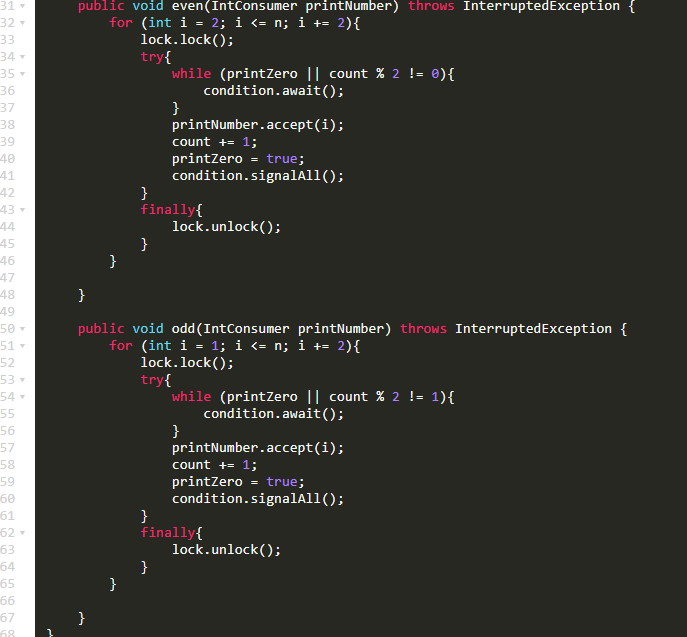 31 public void even(IntConsumer printNumber) throws InterruptedException {
32 for (int i = 2; i <= n; i += 2){
33 lock.lock();
34 try{
35 while (printZero || count % 2 != 0){
36 condition.await();
37 }
38 printNumber.accept(i);
39 count += 1;
40 printZero = true;
41 condition.signalAll();
42 }
43 finally{
44 lock.unlock();
45 }
46 }
47
48 }
49
50 public void odd(IntConsumer printNumber) throws InterruptedException {
51 for (int i = 1; i <= n; i += 2){
52 lock.lock();
53 try{
54 while (printZero || count % 2 != 1){
55 condition.await();
56 }
57 printNumber.accept(i);
58 count += 1;
59 printZero = true;
60 condition.signalAll();
61 }
62 finally{
63 lock.unlock();
64 }
65 }
66
67 }
68 }